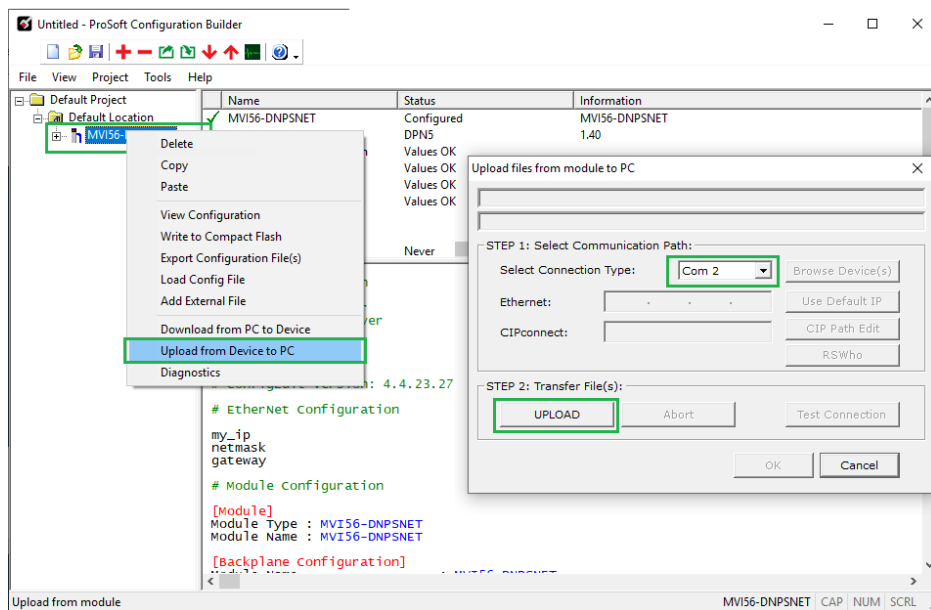 Untitled - ProSoft Configuration Builder
File View Project Tools Help
Default Project
Default Location
MVI56-
Name Status Information
MVI56-DNPSNET Configured MVI56-DNPSNET
DPN5 1.40
Values OK
Values OK
Values OK
Values OK
Never
Delete
Copy
Paste
View Configuration
Write to Compact Flash
Export Configuration File(s)
Load Config File
Add External File
Download from PC to Device
Upload from Device to PC
Diagnostics
Upload files from module to PC
STEP 1: Select Communication Path:
Select Connection Type: Com 2 Browse Device(s)
Ethernet: . . . Use Default IP
CIPconnect: CIP Path Edit
RSWho
STEP 2: Transfer File(s):
UPLOAD Abort Test Connection
OK Cancel
# ConfigEdit Version: 4.4.23.27
# EtherNet Configuration
my_ip
netmask
gateway
# Module Configuration
[Module]
Module Type : MVI56-DNPSNET
Module Name : MVI56-DNPSNET
[Backplane Configuration]
Module Name : MVI56-DNPSNET
Upload from module MVI56-DNPSNET CAP NUM SCRL